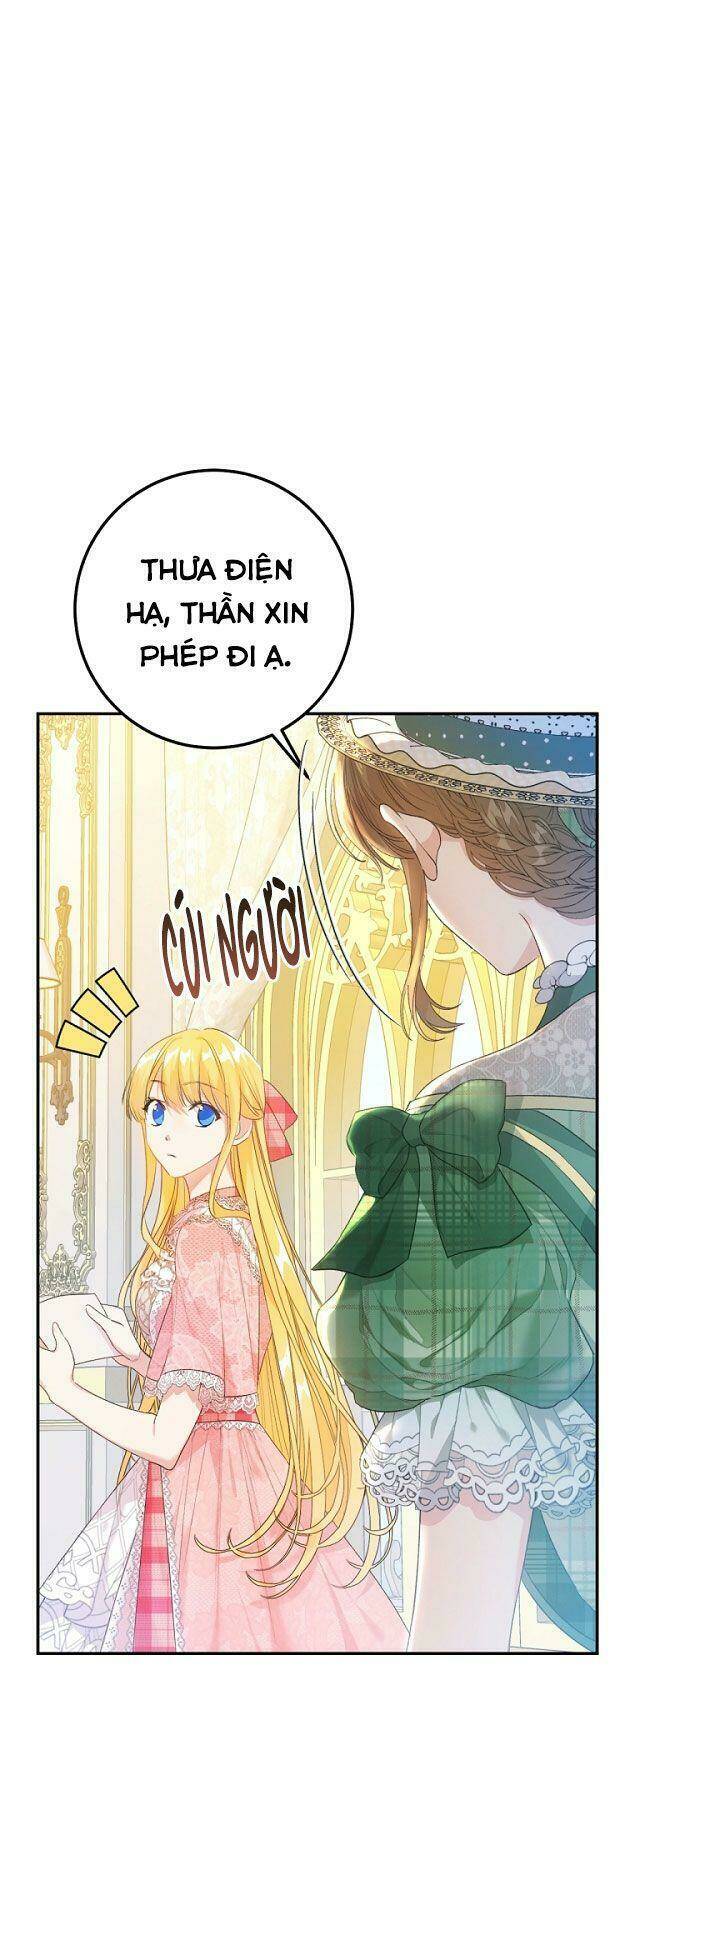 THƯA ĐIỆN
HẠ, THẦN XIN
PHÉP ĐI Ạ.
CÚI NGƯỜI